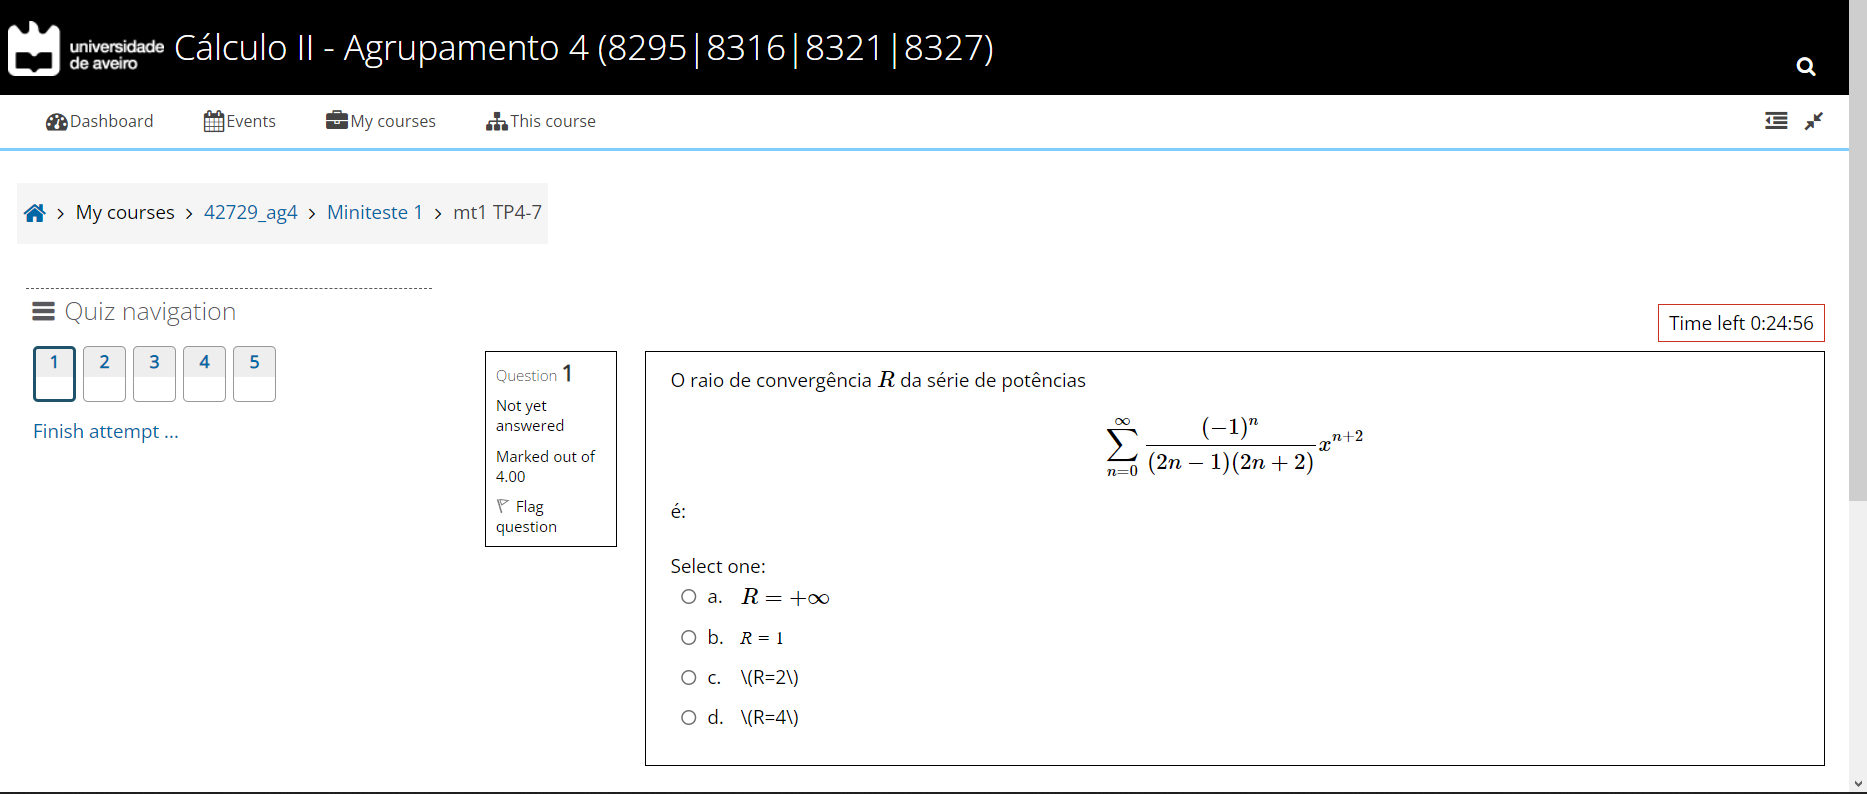 universidade de aveiro Cálculo II - Agrupamento 4 (8295|8316|8321|8327)
Dashboard Events My courses This course
> My courses > 42729_ag4 > Miniteste 1 > mt1 TP4-7
Quiz navigation
Time left 0:24:56
1 2 3 4 5
Finish attempt ...
Question 1
Not yet
answered
Marked out of
4.00
Flag
question
O raio de convergência R da série de potências
\sum_{n=0}^{\infty} \frac{(-1)^n}{(2n-1)(2n+2)} x^{n+2}
é:
Select one:
a. R = +∞
b. R = 1
c. \(R=2\)
d. \(R=4\)